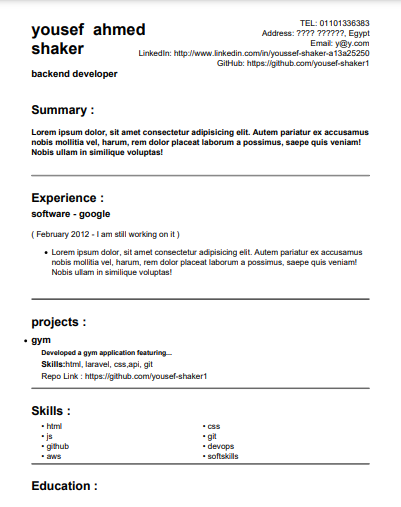 yousef ahmed
shaker
backend developer
TEL: 01101336383
Address: ???? ??????, Egypt
Email: y@y.com
LinkedIn: http://www.linkedin.com/in/youssef-shaker-a13a25250
GitHub: https://github.com/yousef-shaker1
Summary :
Lorem ipsum dolor, sit amet consectetur adipisicing elit. Autem pariatur ex accusamus
nobis mollitia vel, harum, rem dolor placeat laborum a possimus, saepe quis veniam!
Nobis ullam in similique voluptas!
Experience :
software - google
( February 2012 - I am still working on it )
• Lorem ipsum dolor, sit amet consectetur adipisicing elit. Autem pariatur ex accusamus
nobis mollitia vel, harum, rem dolor placeat laborum a possimus, saepe quis veniam!
Nobis ullam in similique voluptas!
projects :
• gym
Developed a gym application featuring...
Skills:html, laravel, css,api, git
Repo Link : https://github.com/yousef-shaker1
Skills :
• html
• js
• github
• aws
• css
• git
• devops
• softskills
Education :